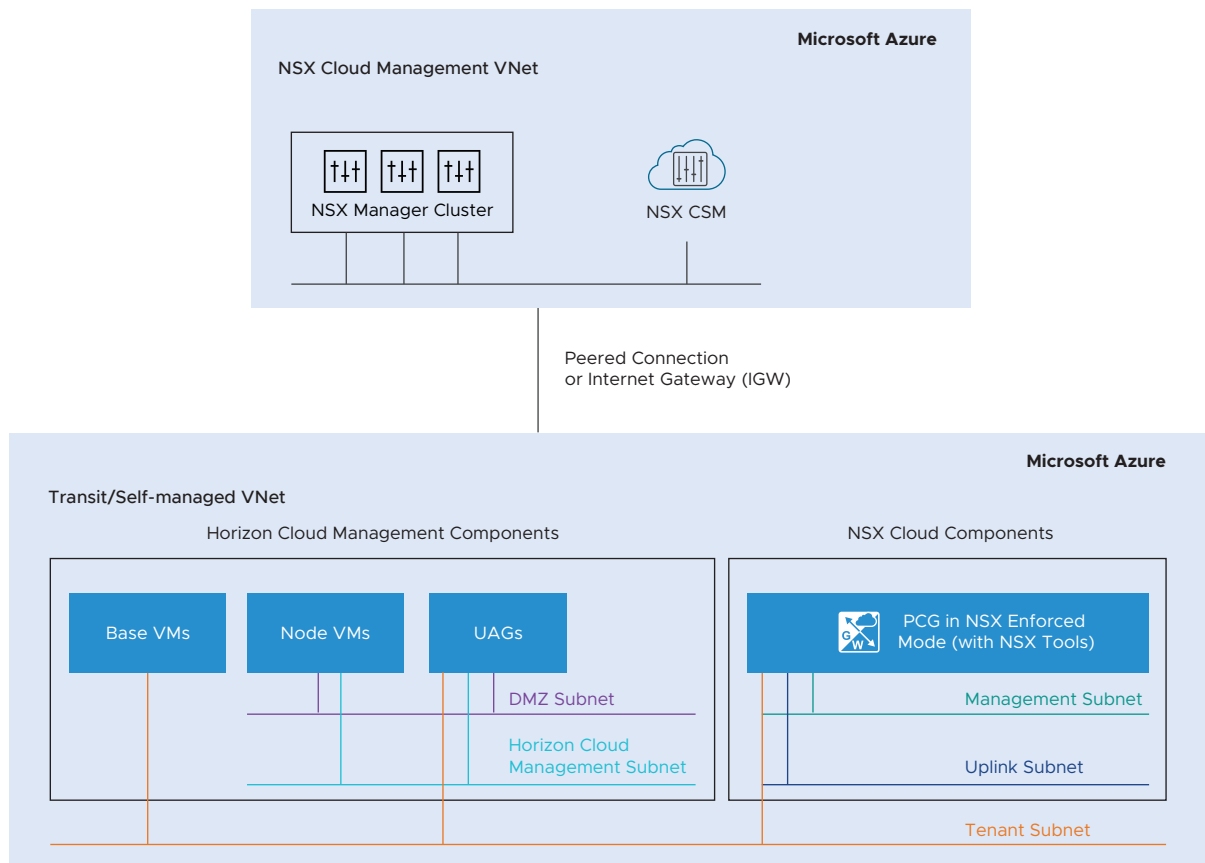 Microsoft Azure
NSX Cloud Management VNet
NSX Manager Cluster
NSX CSM
Peered Connection
or Internet Gateway (IGW)
Microsoft Azure
Transit/Self-managed VNet
Horizon Cloud Management Components
NSX Cloud Components
Base VMs
Node VMs
UAGs
G
W
PCG in NSX Enforced
Mode (with NSX Tools)
DMZ Subnet
Management Subnet
Horizon Cloud
Management Subnet
Uplink Subnet
Tenant Subnet